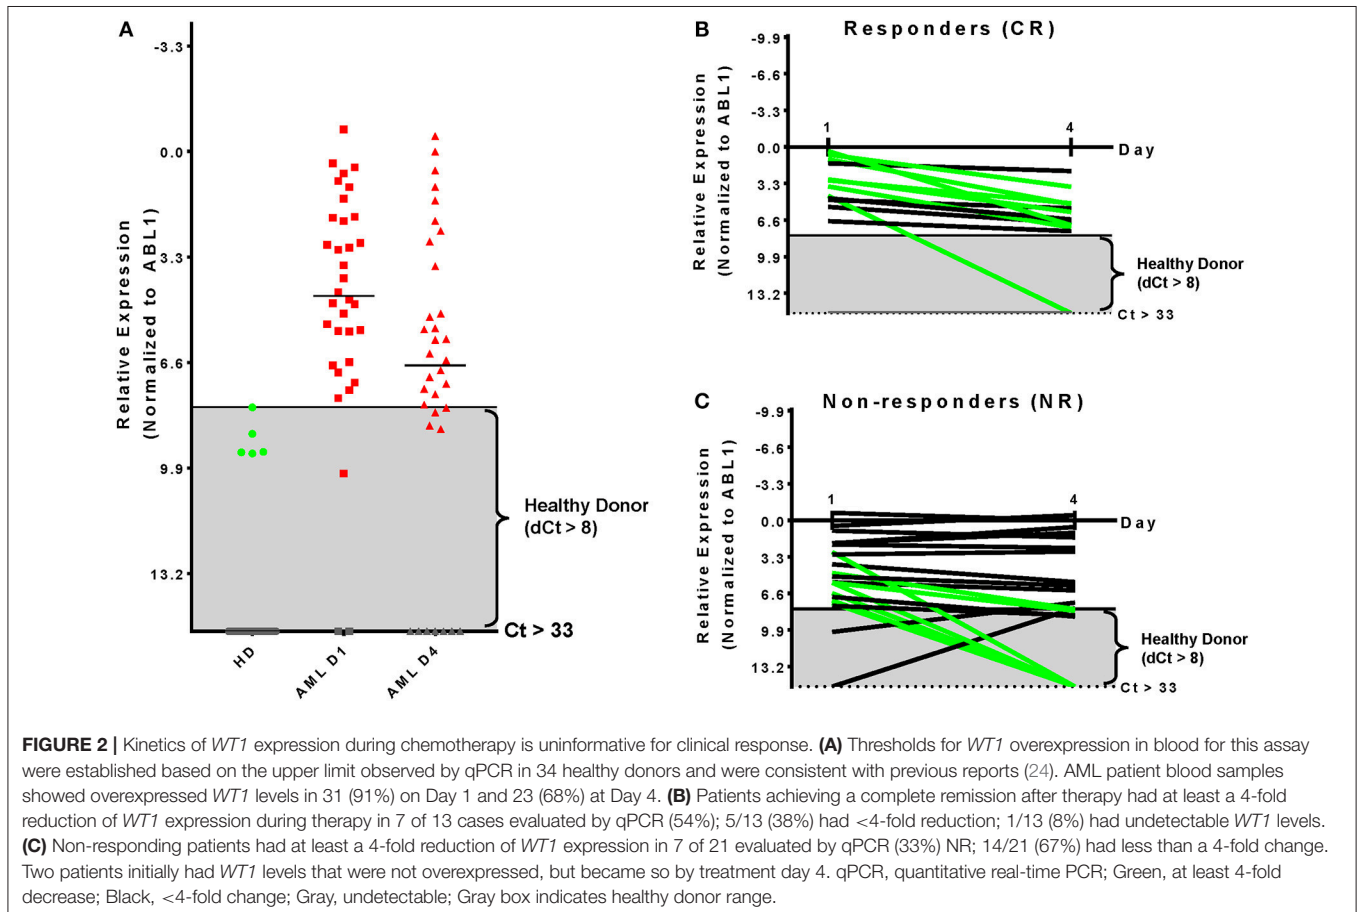 A
Relative Expression
(Normalized to ABL1)
-3.3
0.0
3.3
6.6
9.9
13.2
Healthy Donor
(dCt > 8)
Ct > 33
HD
AML D1
AML D4
B
Responders (CR)
Relative Expression
(Normalized to ABL1)
-9.9
-6.6
-3.3
0.0
3.3
6.6
9.9
13.2
1
4
Day
Healthy Donor
(dCt > 8)
Ct > 33
C
Non-responders (NR)
Relative Expression
(Normalized to ABL1)
-9.9
-6.6
-3.3
0.0
3.3
6.6
9.9
13.2
1
4
Day
Healthy Donor
(dCt > 8)
Ct > 33
FIGURE 2 | Kinetics of WT1 expression during chemotherapy is uninformative for clinical response. (A) Thresholds for WT1 overexpression in blood for this assay
were established based on the upper limit observed by qPCR in 34 healthy donors and were consistent with previous reports (24). AML patient blood samples
showed overexpressed WT1 levels in 31 (91%) on Day 1 and 23 (68%) at Day 4. (B) Patients achieving a complete remission after therapy had at least a 4-fold
reduction of WT1 expression during therapy in 7 of 13 cases evaluated by qPCR (54%); 5/13 (38%) had <4-fold reduction; 1/13 (8%) had undetectable WT1 levels.
(C) Non-responding patients had at least a 4-fold reduction of WT1 expression in 7 of 21 evaluated by qPCR (33%) NR; 14/21 (67%) had less than a 4-fold change.
Two patients initially had WT1 levels that were not overexpressed, but became so by treatment day 4. qPCR, quantitative real-time PCR; Green, at least 4-fold
decrease; Black, <4-fold change; Gray, undetectable; Gray box indicates healthy donor range.